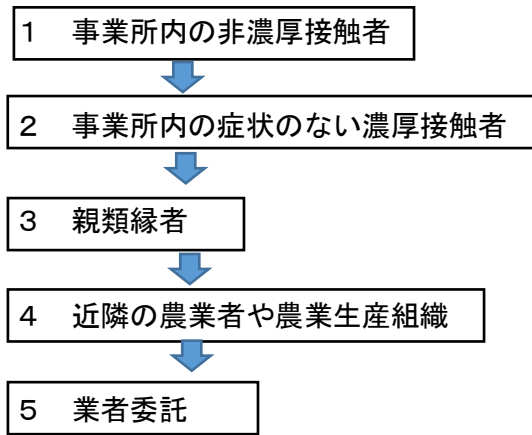 1　事業所内の非濃厚接触者
2　事業所内の症状のない濃厚接触者
3　親類縁者
4　近隣の農業者や農業生産組織
5　業者委託